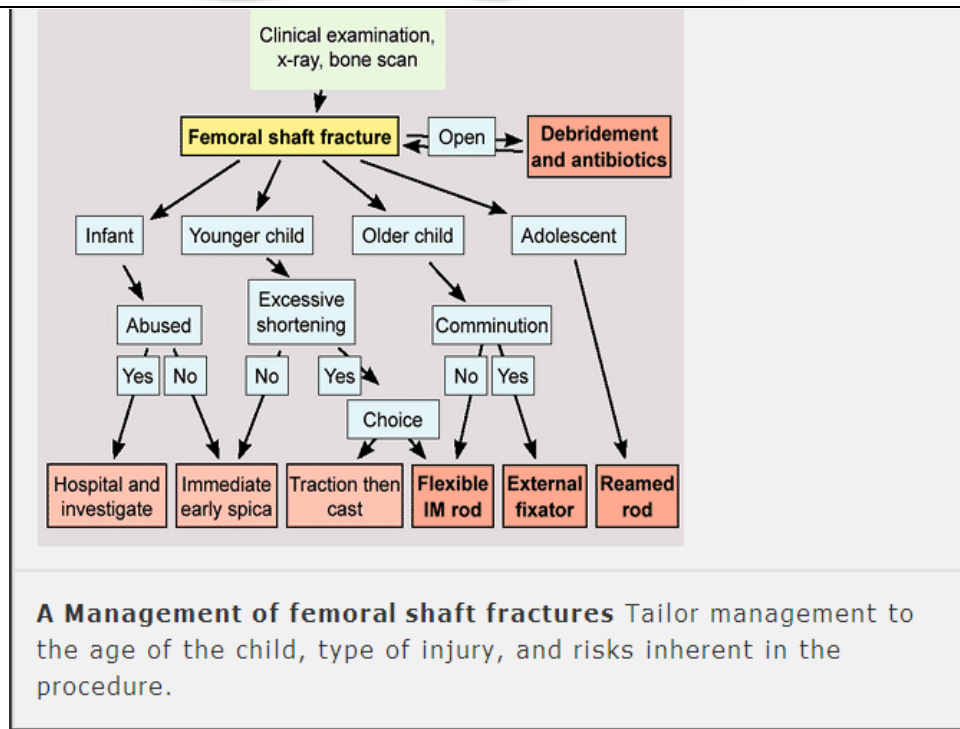 Clinical examination,
x-ray, bone scan
Femoral shaft fracture
Open
Debridement
and antibiotics
Infant
Younger child
Older child
Adolescent
Abused
Excessive
shortening
Comminution
Yes
No
No
Yes
No
Yes
Choice
Hospital and
investigate
Immediate
early spica
Traction then
cast
Flexible
IM rod
External
fixator
Reamed
rod
A Management of femoral shaft fractures Tailor management to
the age of the child, type of injury, and risks inherent in the
procedure.